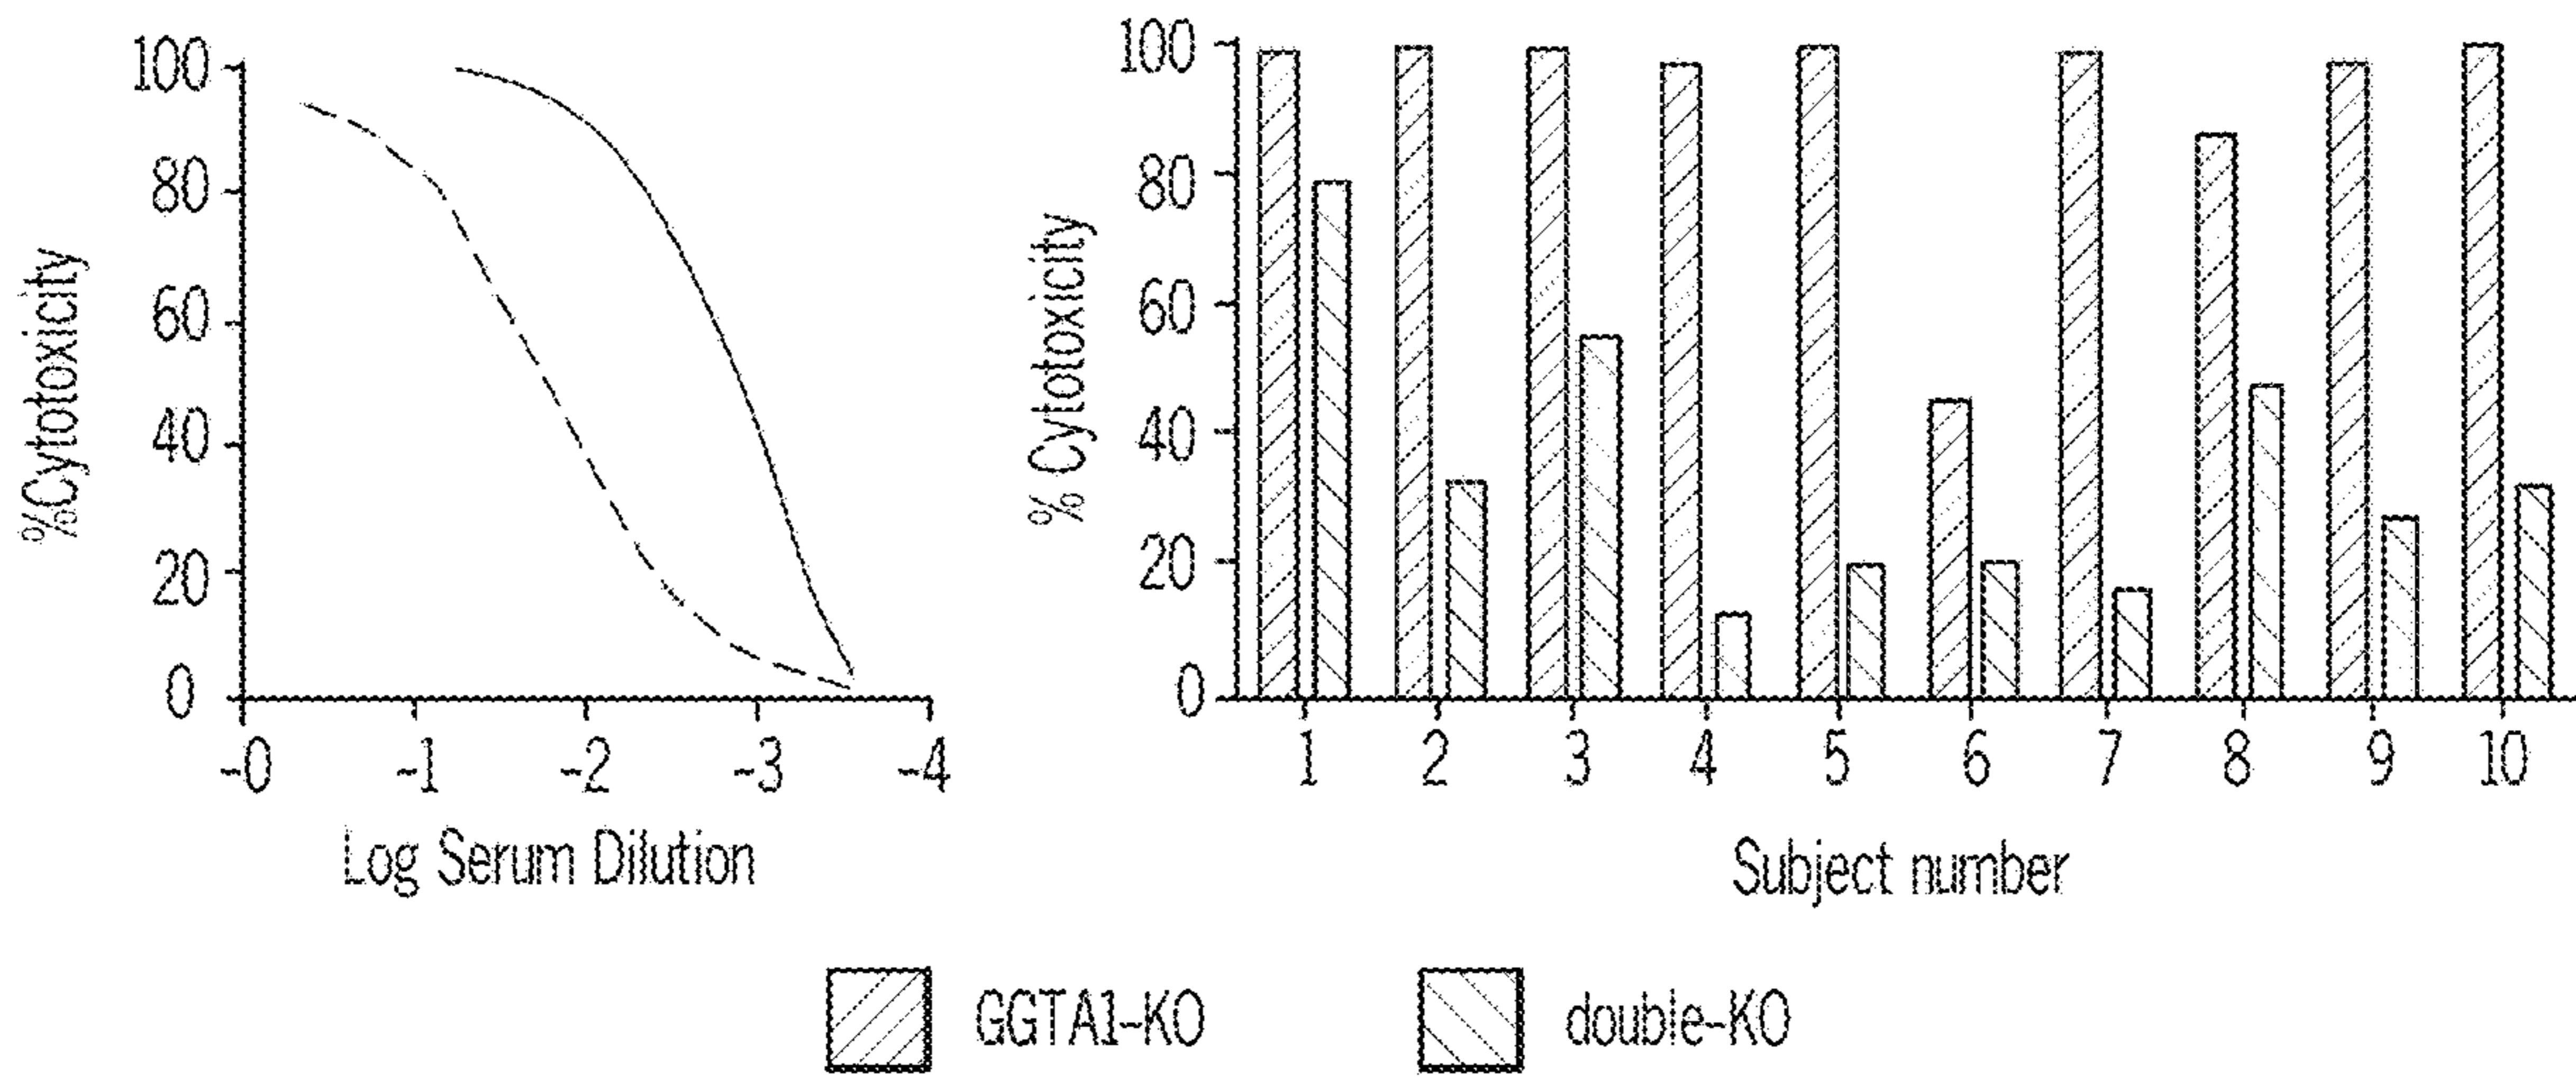 100
80
60
40
20
0
%Cytotoxicity
-0 -1 -2 -3 -4
Log Serum Dilution
100
80
60
40
20
0
% Cytotoxicity
1 2 3 4 5 6 7 8 9 10
Subject number
GGTA1-KO double-KO